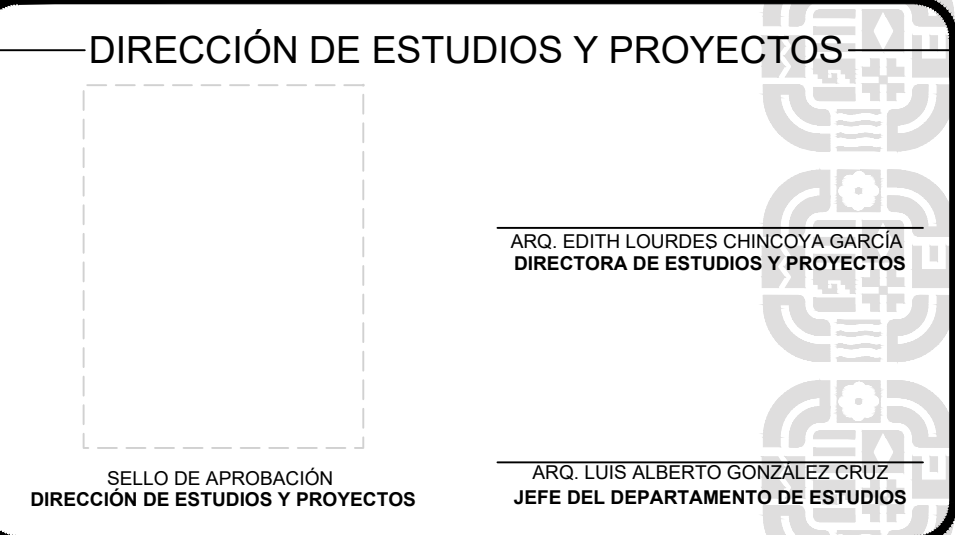 DIRECCIÓN DE ESTUDIOS Y PROYECTOS
ARQ. EDITH LOURDES CHINCOYA GARCÍA
DIRECTORA DE ESTUDIOS Y PROYECTOS
SELLO DE APROBACIÓN
DIRECCIÓN DE ESTUDIOS Y PROYECTOS
ARQ. LUIS ALBERTO GONZÁLEZ CRUZ
JEFE DEL DEPARTAMENTO DE ESTUDIOS